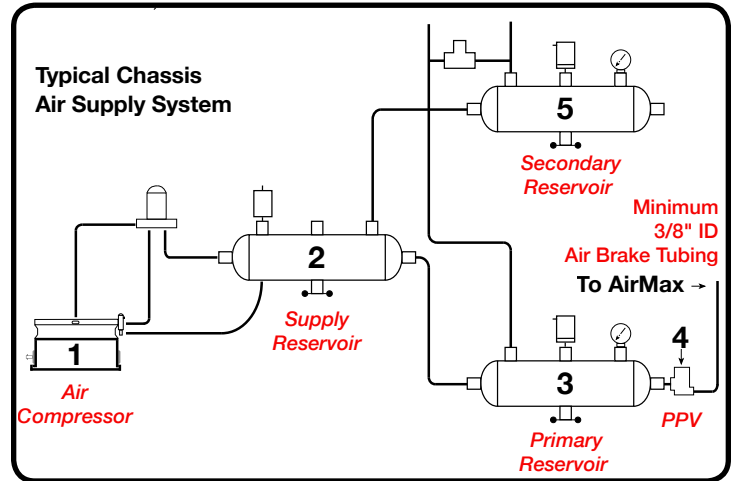 Typical Chassis
Air Supply System
5
Secondary
Reservoir
Minimum
3/8" ID
Air Brake Tubing
To AirMax →
2
Supply
Reservoir
1
Air
Compressor
4
3
PPV
Primary
Reservoir